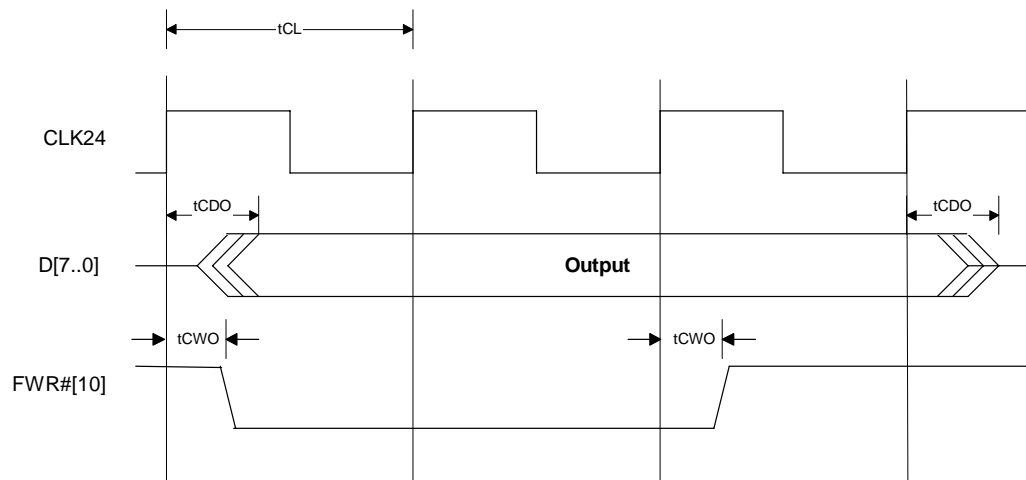 tCL
CLK24
tCDO tCDO
D[7..0] Output
tCWO tCWO
FWR#[10]